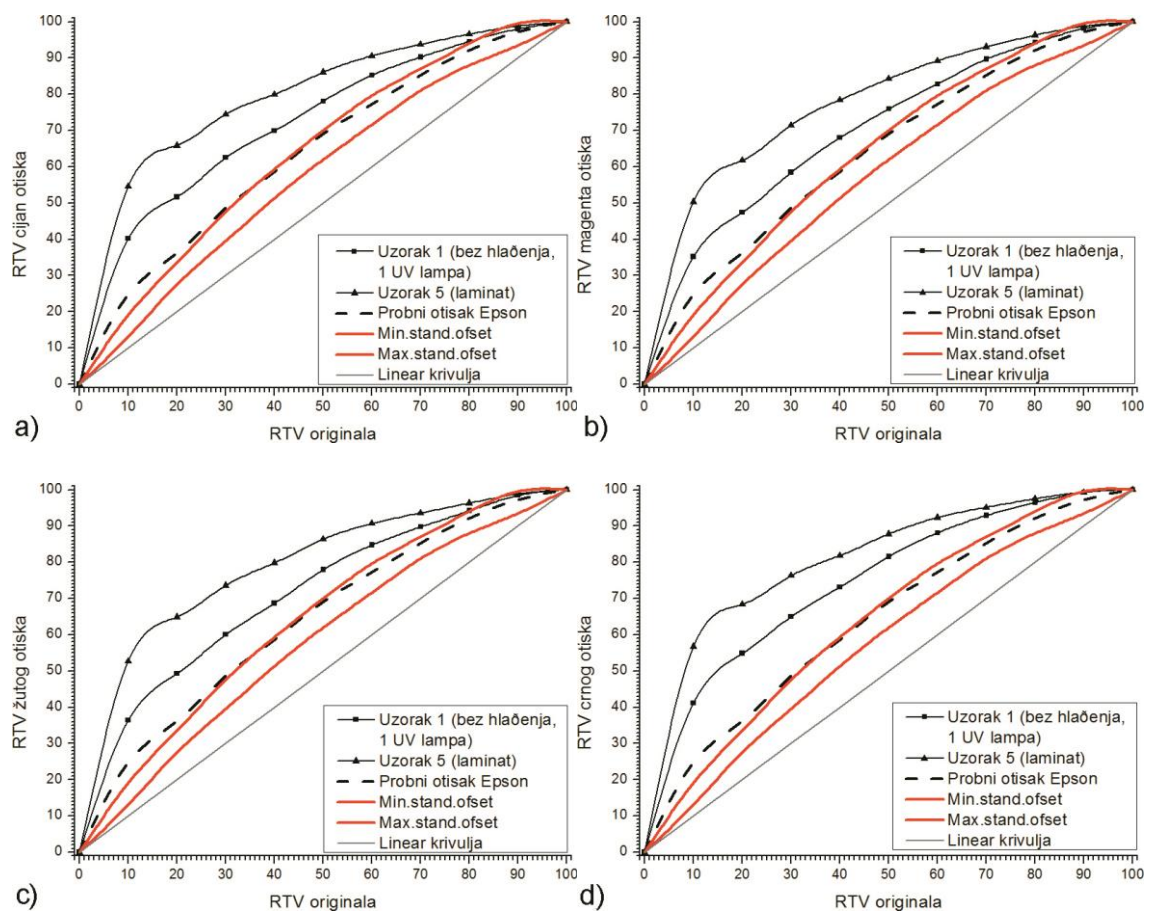 100
90
80
70
60
50
40
30
20
10
0
RTV cijan otiska
Uzorak 1 (bez hlađenja,
1 UV lampa)
Uzorak 5 (laminat)
Probni otisak Epson
Min.stand.ofset
Max.stand.ofset
Linear krivulja
0 10 20 30 40 50 60 70 80 90 100
RTV originala
a)
100
90
80
70
60
50
40
30
20
10
0
RTV magenta otiska
Uzorak 1 (bez hlađenja,
1 UV lampa)
Uzorak 5 (laminat)
Probni otisak Epson
Min.stand.ofset
Max.stand.ofset
Linear krivulja
0 10 20 30 40 50 60 70 80 90 100
RTV originala
b)
100
90
80
70
60
50
40
30
20
10
0
RTV žutog otiska
Uzorak 1 (bez hlađenja,
1 UV lampa)
Uzorak 5 (laminat)
Probni otisak Epson
Min.stand.ofset
Max.stand.ofset
Linear krivulja
0 10 20 30 40 50 60 70 80 90 100
RTV originala
c)
100
90
80
70
60
50
40
30
20
10
0
RTV crnog otiska
Uzorak 1 (bez hlađenja,
1 UV lampa)
Uzorak 5 (laminat)
Probni otisak Epson
Min.stand.ofset
Max.stand.ofset
Linear krivulja
0 10 20 30 40 50 60 70 80 90 100
RTV originala
d)